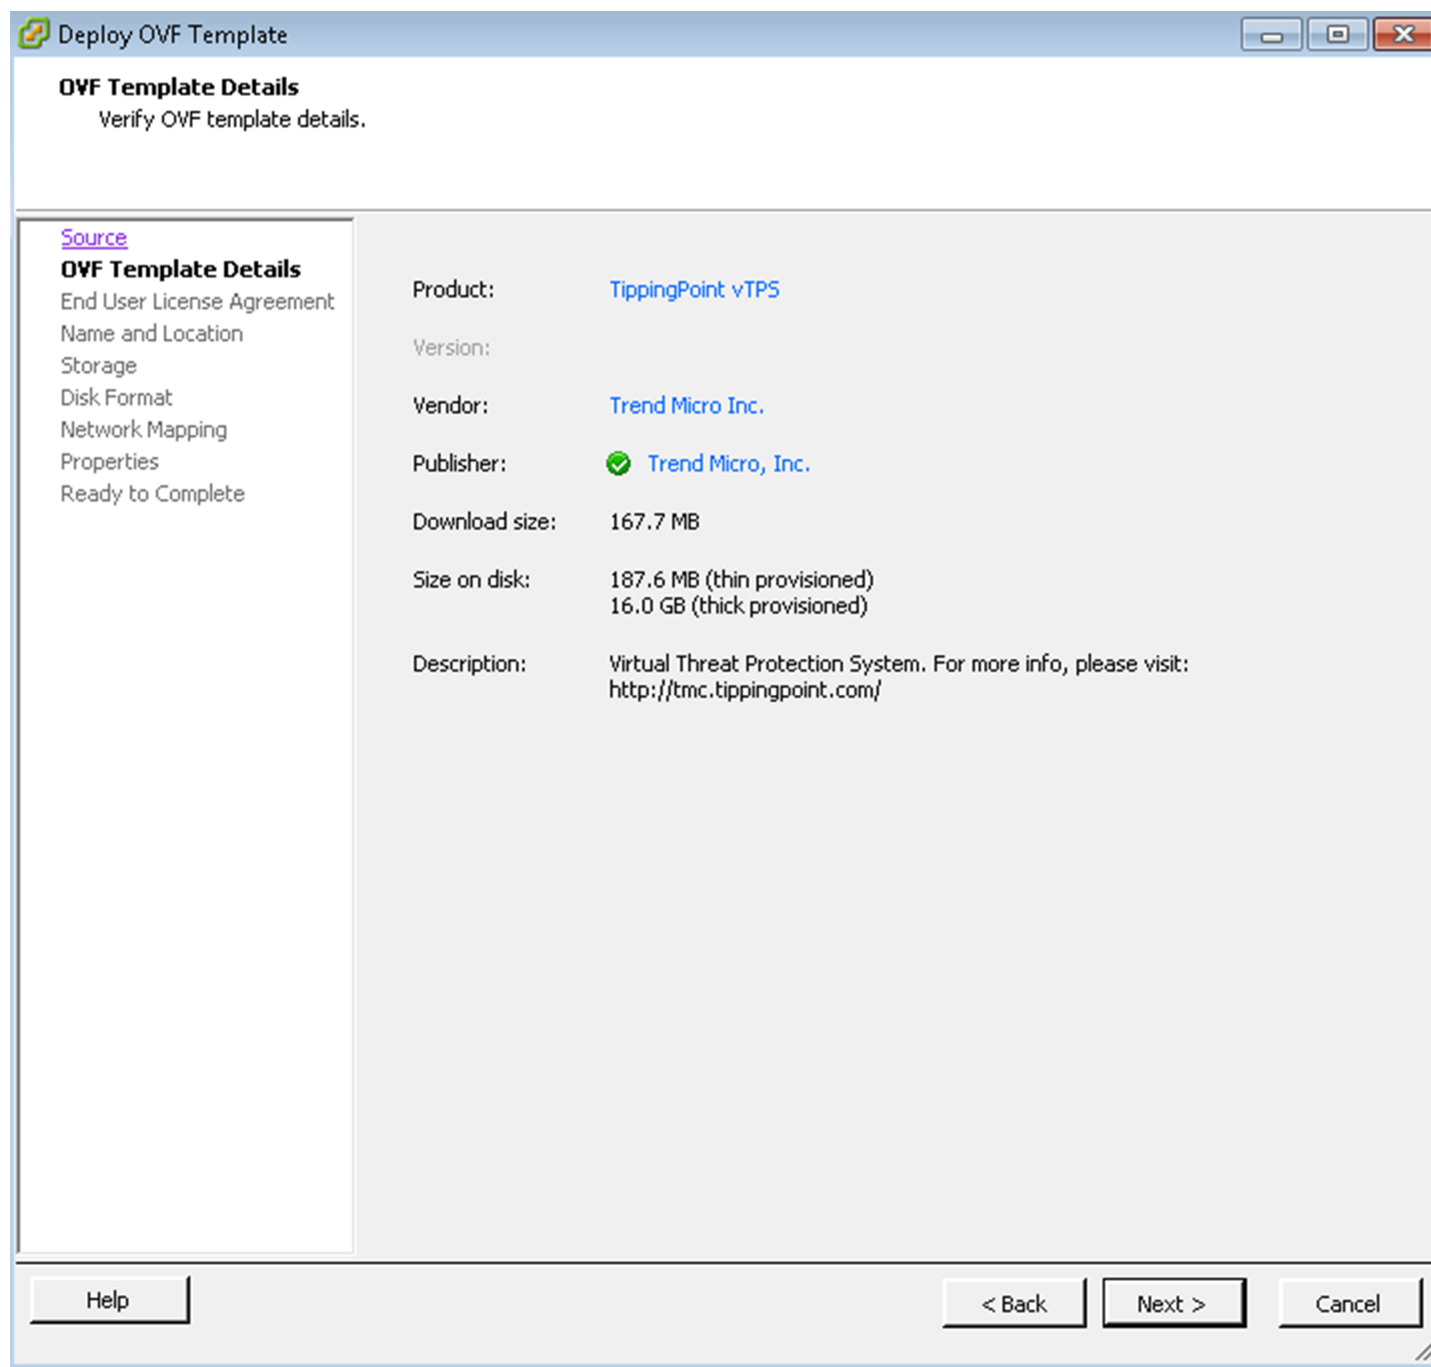 Deploy OVF Template
OVF Template Details
Verify OVF template details.
Source
OVF Template Details
End User License Agreement
Name and Location
Storage
Disk Format
Network Mapping
Properties
Ready to Complete
Product: TippingPoint vTPS
Version:
Vendor: Trend Micro Inc.
Publisher: Trend Micro, Inc.
Download size: 167.7 MB
Size on disk: 187.6 MB (thin provisioned)
16.0 GB (thick provisioned)
Description: Virtual Threat Protection System. For more info, please visit:
http://tmc.tippingpoint.com/
Help < Back Next > Cancel